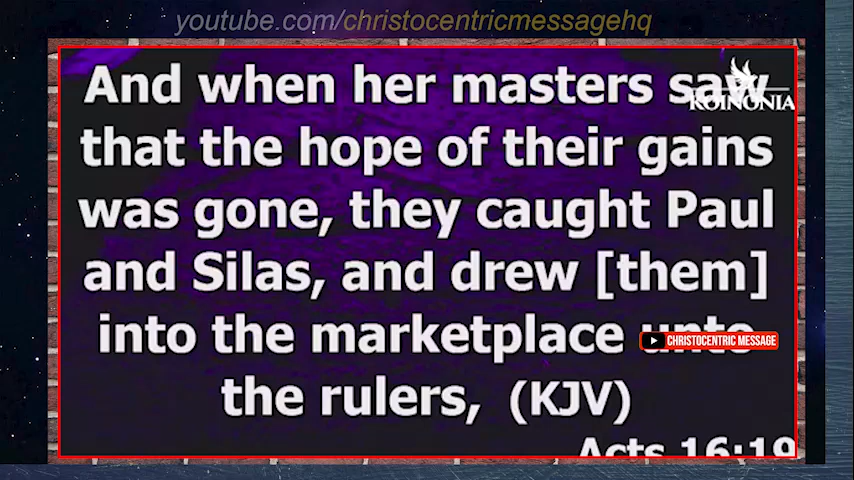 youtube.com/christocentricmessagehq
And when her masters saw
KOINONIA
that the hope of their gains
was gone, they caught Paul
and Silas, and drew [them]
into the marketplace unto
CHRISTOCENTRIC MESSAGE
the rulers, (KJV)
Acts 16:19